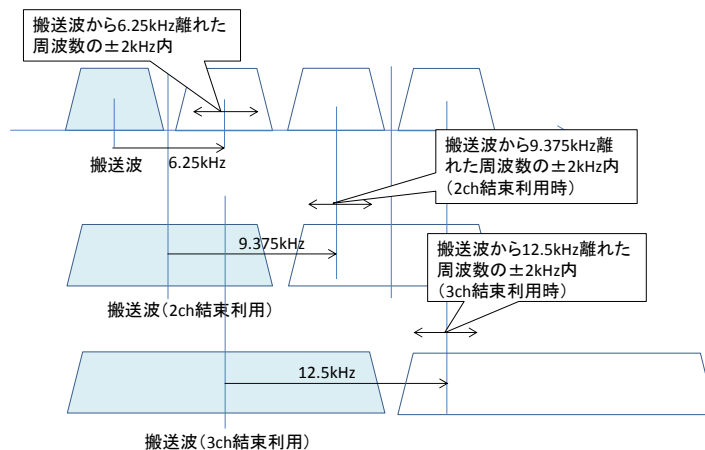 搬送波から6.25kHz離れた
周波数の±2kHz内
搬送波
6.25kHz
搬送波から9.375kHz離
れた周波数の±2kHz内
（2ch結束利用時）
9.375kHz
搬送波から12.5kHz離れた
周波数の±2kHz内
（3ch結束利用時）
搬送波（2ch結束利用）
12.5kHz
搬送波（3ch結束利用）